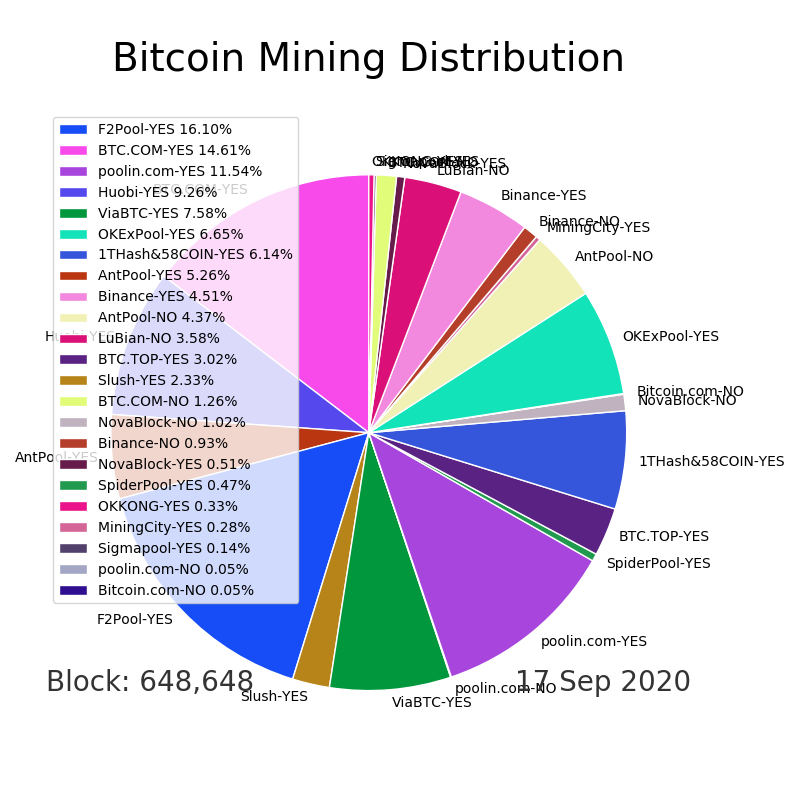 Bitcoin Mining Distribution
F2Pool-YES 16.10%
BTC.COM-YES 14.61%
poolin.com-YES 11.54%
Huobi-YES 9.26%
ViaBTC-YES 7.58%
OKExPool-YES 6.65%
1THash&58COIN-YES 6.14%
AntPool-YES 5.26%
Binance-YES 4.51%
AntPool-NO 4.37%
LuBian-NO 3.58%
BTC.TOP-YES 3.02%
Slush-YES 2.33%
BTC.COM-NO 1.26%
NovaBlock-NO 1.02%
Binance-NO 0.93%
NovaBlock-YES 0.51%
SpiderPool-YES 0.47%
OKKONG-YES 0.33%
MiningCity-YES 0.28%
Sigmapool-YES 0.14%
poolin.com-NO 0.05%
Bitcoin.com-NO 0.05%
LuBian-NO
Binance-YES
Binance-NO
MiningCity-YES
AntPool-NO
OKExPool-YES
Bitcoin.com-NO
NovaBlock-NO
1THash&58COIN-YES
BTC.TOP-YES
SpiderPool-YES
poolin.com-YES
poolin.com-NO
ViaBTC-YES
Slush-YES
F2Pool-YES
AntPool-YES
Huobi-YES
BTC.COM-YES
Block: 648,648
17 Sep 2020